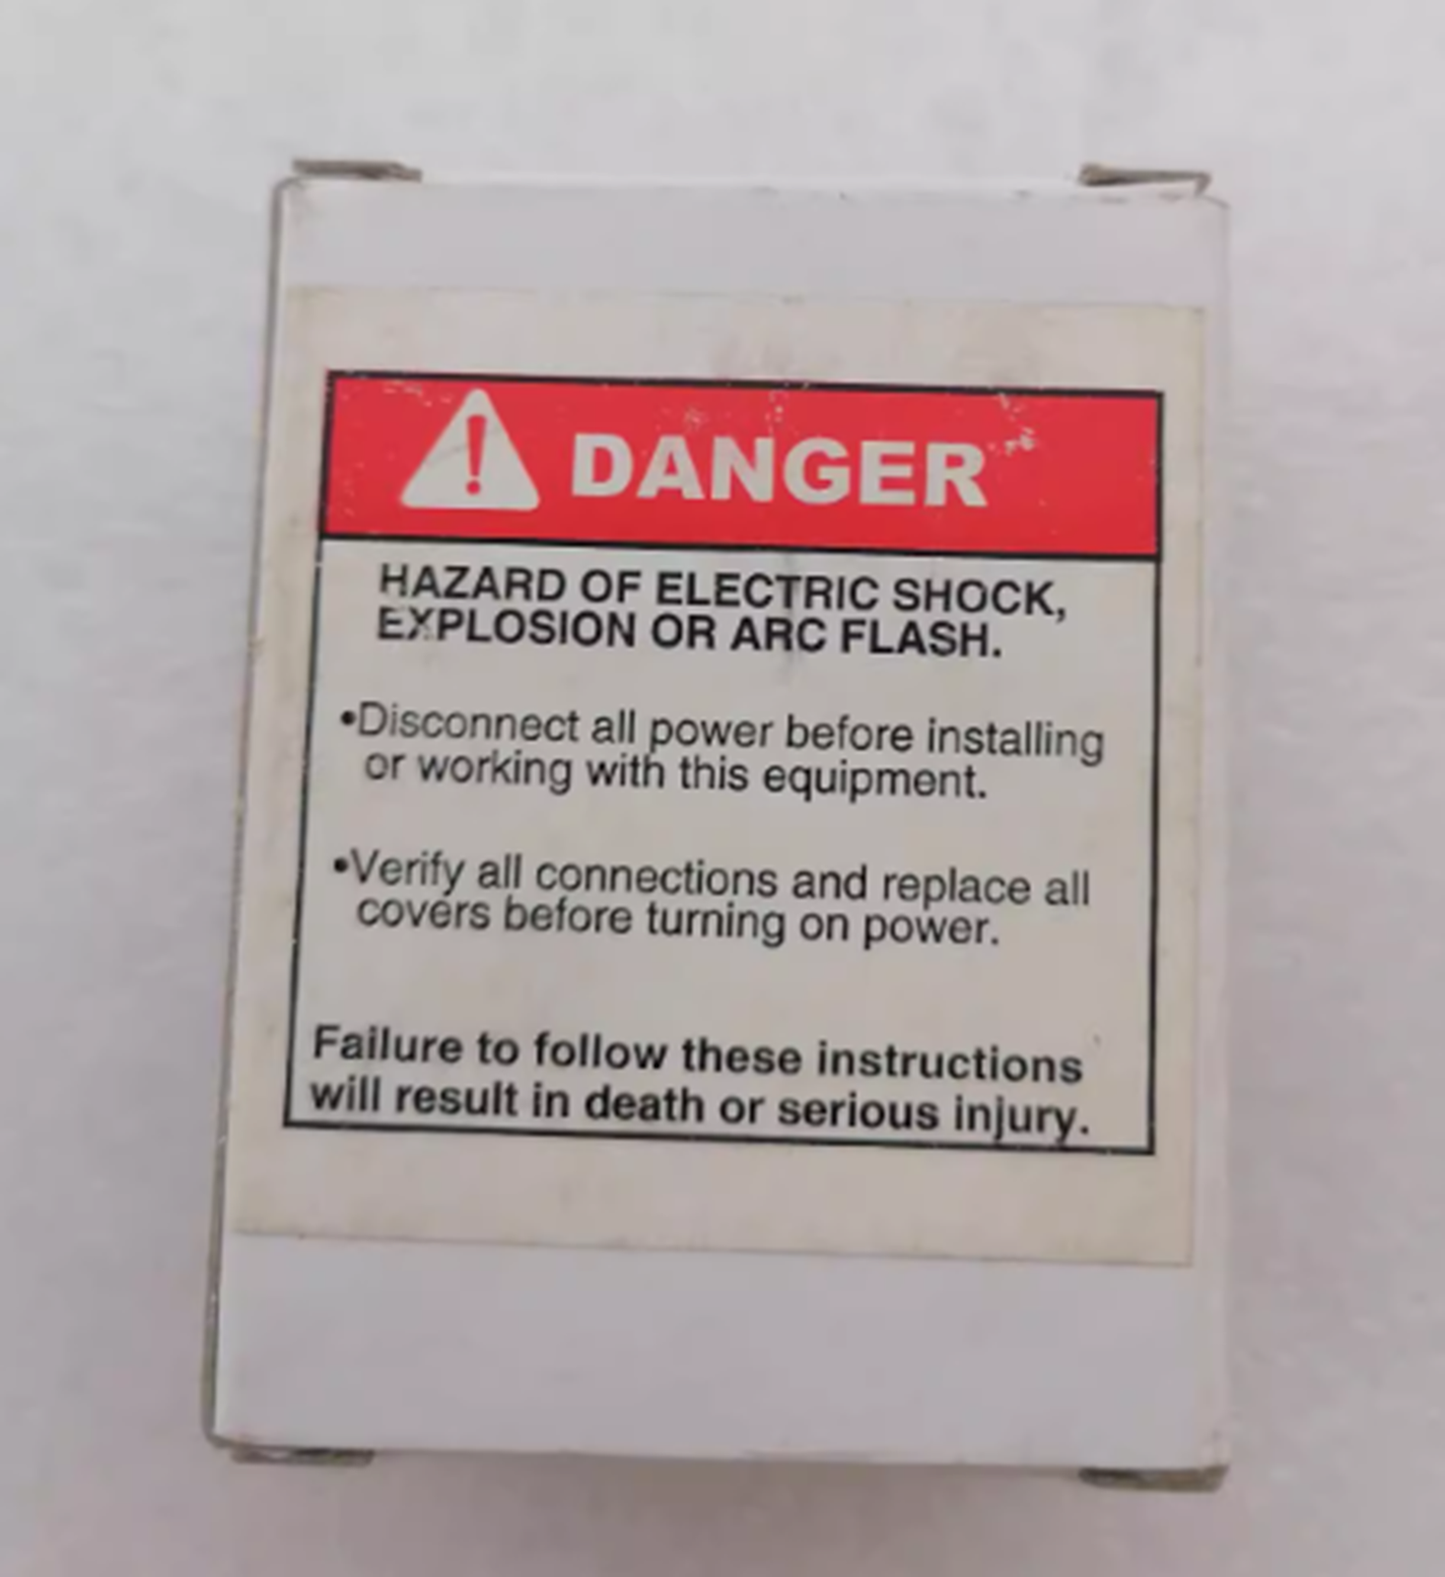 DANGER
HAZARD OF ELECTRIC SHOCK,
EXPLOSION OR ARC FLASH.
•Disconnect all power before installing
or working with this equipment.
•Verify all connections and replace all
covers before turning on power.
Failure to follow these instructions
will result in death or serious injury.